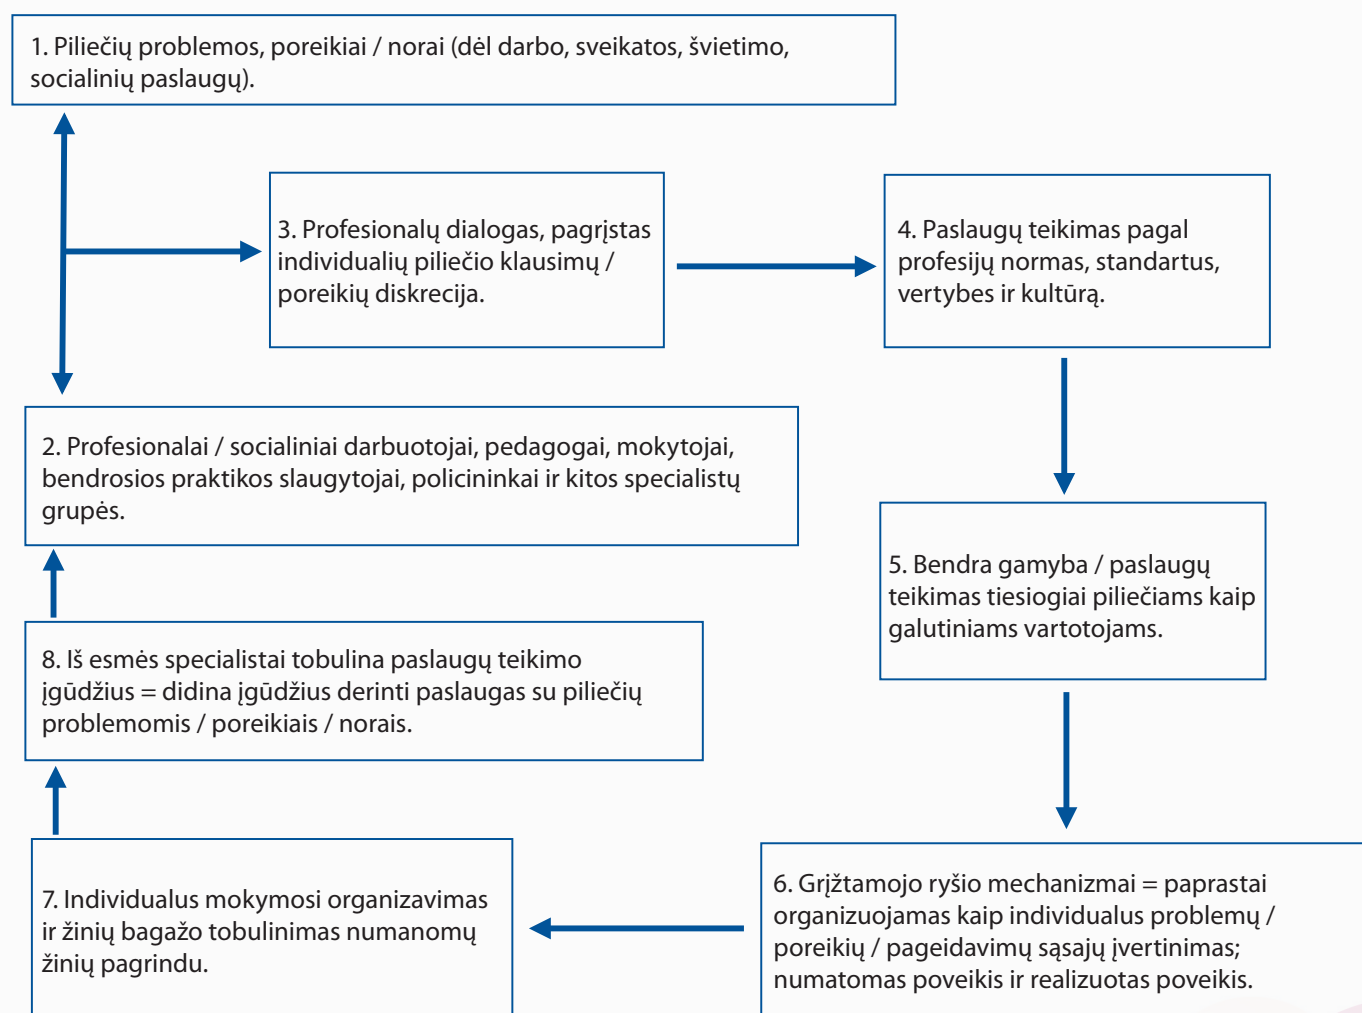 1. Piliečių problemos, poreikiai / norai (dėl darbo, sveikatos, švietimo,
socialinių paslaugų).
3. Profesionalų dialogas, pagrįstas
individualių piliečio klausimų /
poreikių diskrecija.
4. Paslaugų teikimas pagal
profesijų normas, standartus,
vertybes ir kultūrą.
2. Profesionalai / socialiniai darbuotojai, pedagogai, mokytojai,
bendrosios praktikos slaugytojai, policininkai ir kitos specialistų
grupės.
5. Bendra gamyba / paslaugų
teikimas tiesiogiai piliečiams kaip
galutiniams vartotojams.
8. Iš esmės specialistai tobulina paslaugų teikimo
įgūdžius = didina įgūdžius derinti paslaugas su piliečių
problemomis / poreikiais / norais.
7. Individualus mokymosi organizavimas
ir žinių bagažo tobulinimas numanomų
žinių pagrindu.
6. Grįžtamojo ryšio mechanizmai = paprastai
organizuojamas kaip individualus problemų /
poreikių / pageidavimų sąsajų įvertinimas;
numatomas poveikis ir realizuotas poveikis.